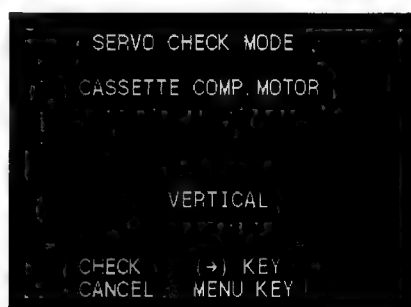 SERVO CHECK MODE
CASSETTE COMP. MOTOR
VERTICAL
CHECK (→) KEY
CANCEL MENU KEY